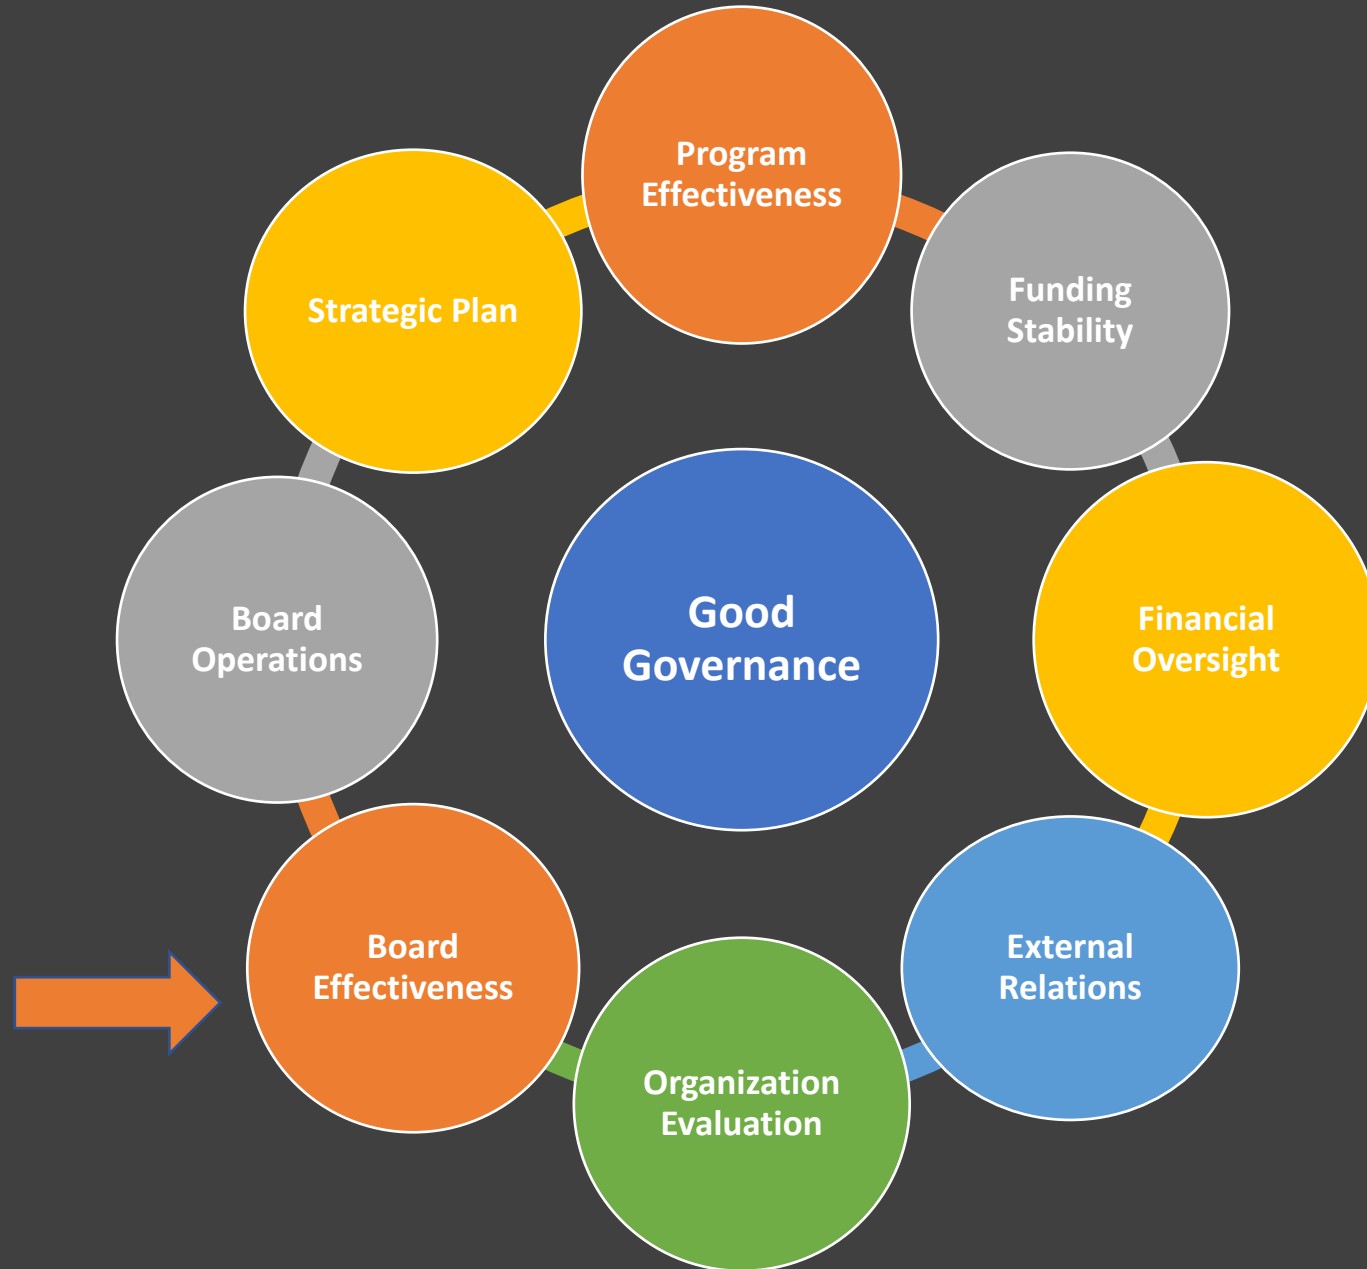 Program
Effectiveness
Funding
Stability
Financial
Oversight
External
Relations
Organization
Evaluation
Board
Effectiveness
Board
Operations
Strategic Plan
Good
Governance